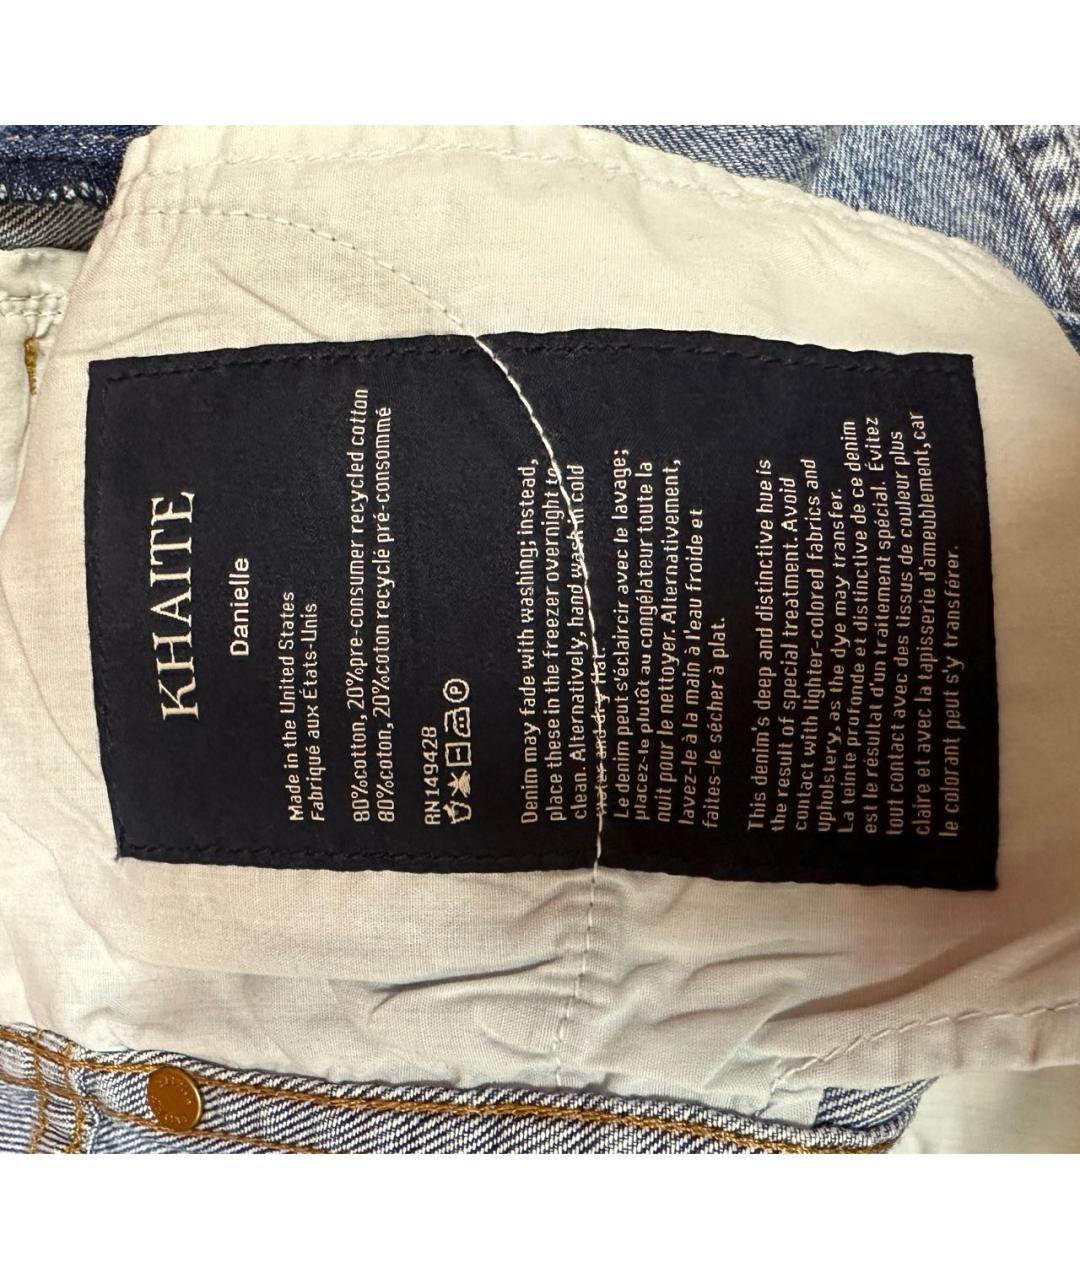 KHAITE
Danielle
Made in the United States
Fabriqué aux États-Unis
80%cotton, 20%pre-consumer recycled cotton
80%coton, 20%coton recyclié pré-consommé
RN149428
Denim may fade with washing; instead,
place these in the freezer overnight to
clean. Alternatively, hand wash in cold
water and dry flat.
Le denim peut s'éclaircir avec le lavage;
placez-le plutôt au congélateur toute la
nuit pour le nettoyer. Alternativement,
lavez-le à la main à l'eau froide et
faites-le sécher à plat.
This denim's deep and distinctive hue is
the result of special treatment. Avoid
contact with lighter-colored fabrics and
upholstery, as the dye may transfer.
La teinte profonde et distinctive de ce denim
est le résultat d'un traitement spécial. Évitez
tout contact avec des tissus de couleur plus
claire et avec la tapisserie d'ameublement, car
le colorant peut s'y transférer.